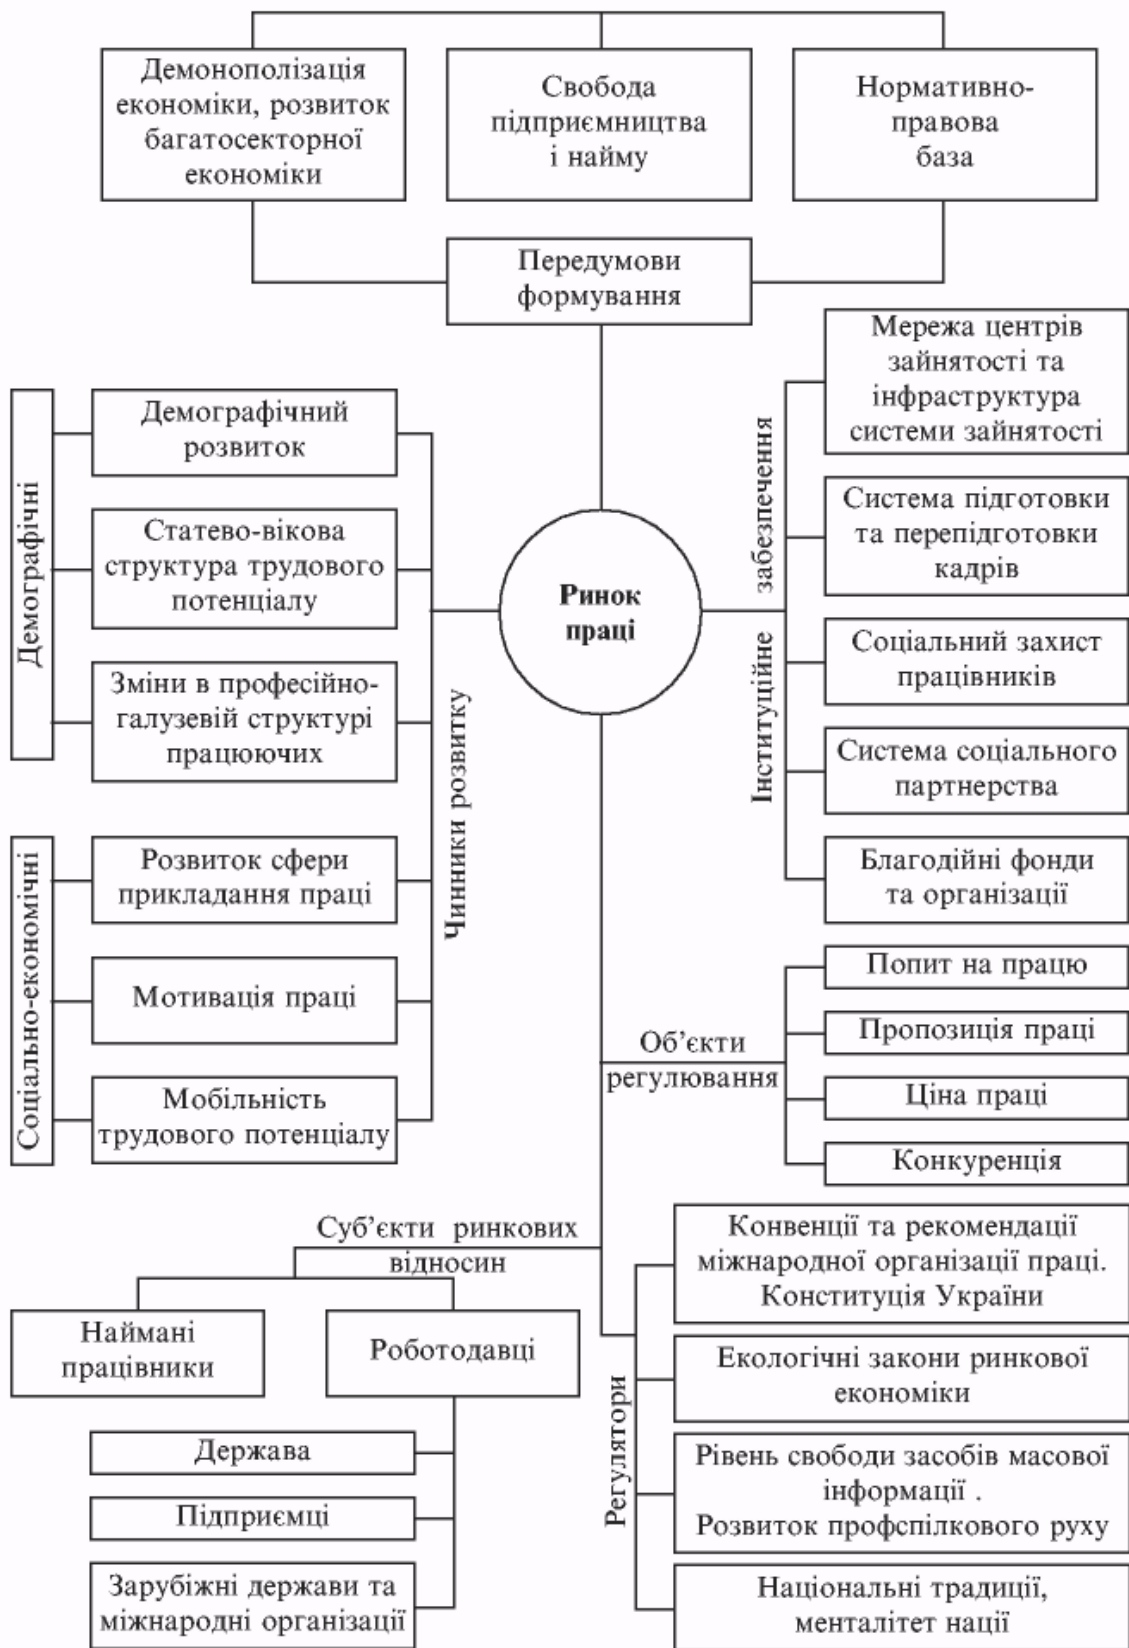 Демонополізація
економіки, розвиток
багатосекторної
економіки
Свобода
підприємництва
і найму
Нормативно-
правова
база
Передумови
формування
Демографічні
Демографічний
розвиток
Статево-вікова
структура трудового
потенціалу
Зміни в професійно-
галузевій структурі
працюючих
Соціально-економічні
Розвиток сфери
прикладання праці
Мотивація праці
Мобільність
трудового потенціалу
Чинники розвитку
Ринок
праці
Інституційне забезпечення
Мережа центрів
зайнятості та
інфраструктура
системи зайнятості
Система підготовки
та перепідготовки
кадрів
Соціальний захист
працівників
Система соціального
партнерства
Благодійні фонди
та організації
Об’єкти
регулювання
Попит на працю
Пропозиція праці
Ціна праці
Конкуренція
Суб’єкти ринкових
відносин
Наймані
працівники
Роботодавці
Держава
Підприємці
Зарубіжні держави та
міжнародні організації
Регулятори
Конвенції та рекомендації
міжнародної організації праці.
Конституція України
Екологічні закони ринкової
економіки
Рівень свободи засобів масової
інформації .
Розвиток профспілкового руху
Національні традиції,
менталітет нації